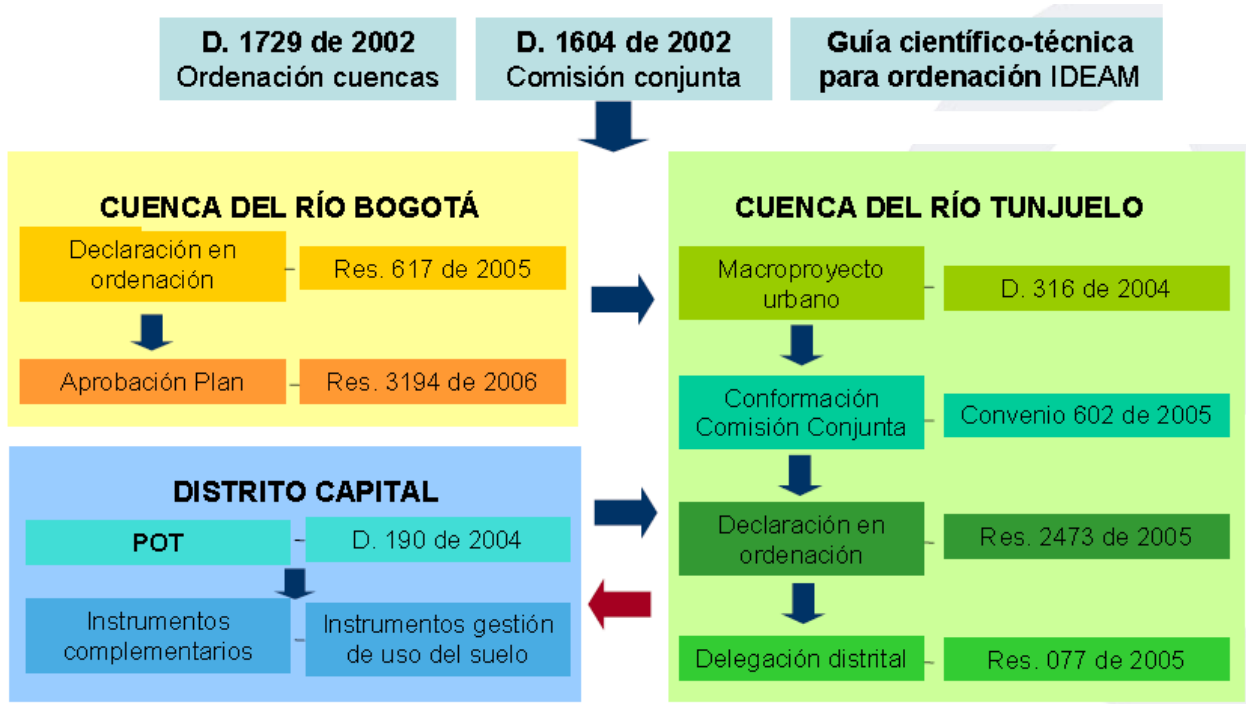 D. 1729 de 2002
Ordenación cuencas
D. 1604 de 2002
Comisión conjunta
Guía científico-técnica
para ordenación IDEAM
CUENCA DEL RÍO BOGOTÁ
Declaración en
ordenación
Res. 617 de 2005
Aprobación Plan
Res. 3194 de 2006
DISTRITO CAPITAL
POT
D. 190 de 2004
Instrumentos
complementarios
Instrumentos gestión
de uso del suelo
CUENCA DEL RÍO TUNJUELO
Macroproyecto
urbano
D. 316 de 2004
Conformación
Comisión Conjunta
Convenio 602 de 2005
Declaración en
ordenación
Res. 2473 de 2005
Delegación distrital
Res. 077 de 2005